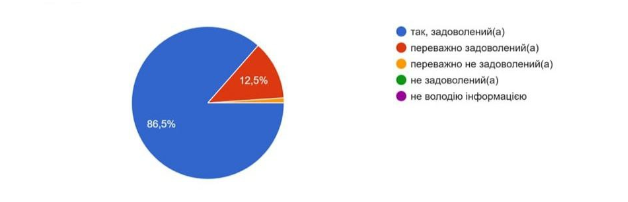 так, задоволений(а)
переважно задоволений(а)
переважно не задоволений(а)
не задоволений(а)
не володію інформацією
12,5%
86,5%